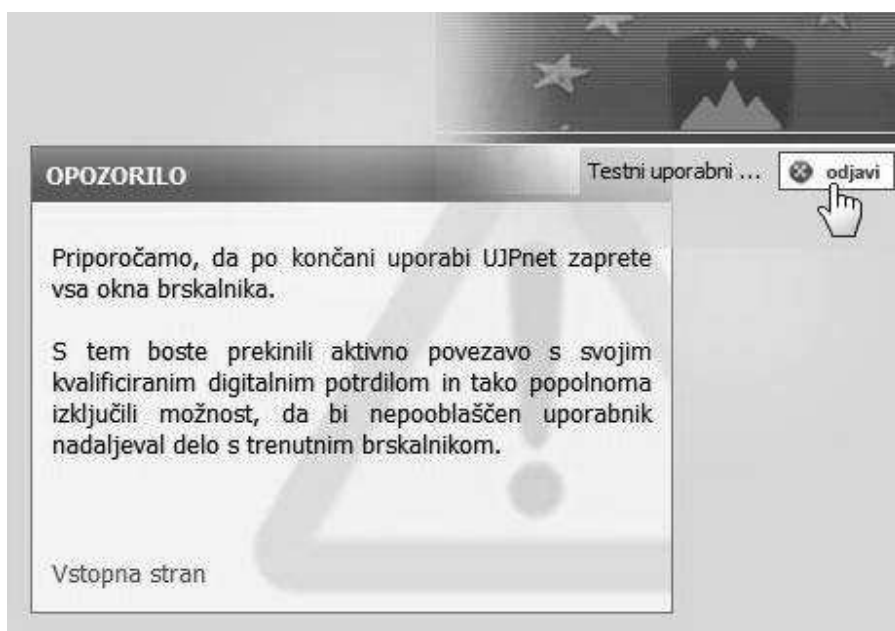 OPOZORILO
Testni uporabni ...
odjavi
Priporočamo, da po končani uporabi UJPnet zaprete
vsa okna brskalnika.
S tem boste prekinili aktivno povezavo s svojim
kvalificiranim digitalnim potrdilom in tako popolnoma
izključili možnost, da bi nepooblaščen uporabnik
nadaljeval delo s trenutnim brskalnikom.
Vstopna stran